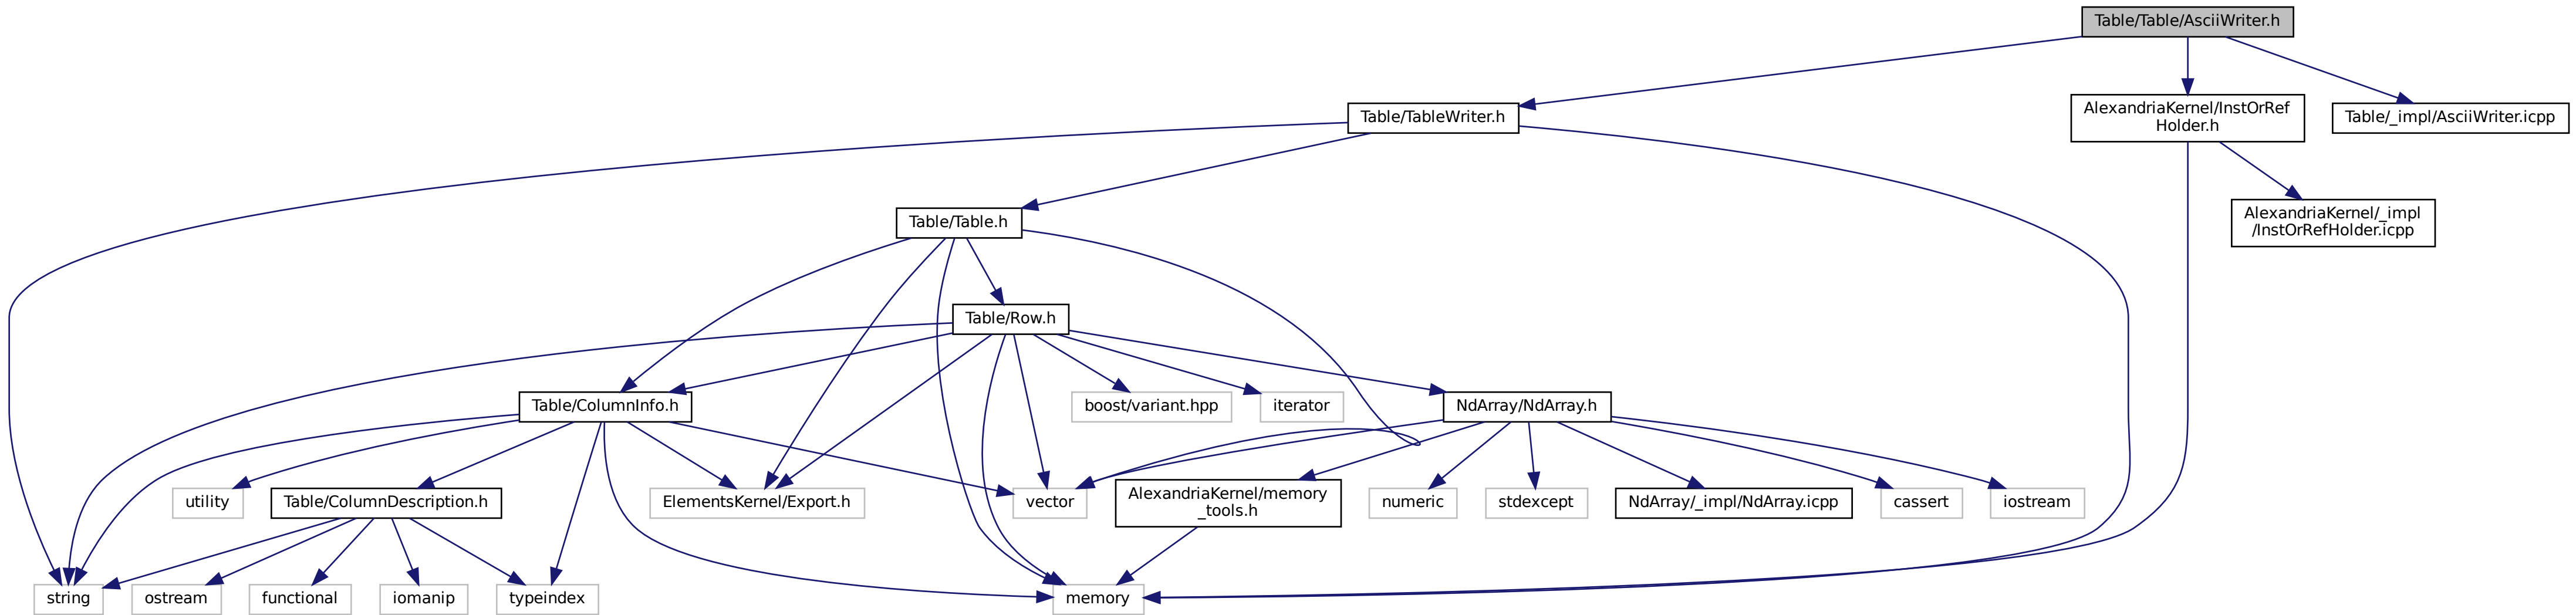 Table/Table/AsciiWriter.h
Table/TableWriter.h
AlexandriaKernel/InstOrRef
Holder.h
Table/_impl/AsciiWriter.icpp
Table/Table.h
AlexandriaKernel/_impl
/InstOrRefHolder.icpp
Table/Row.h
Table/ColumnInfo.h
boost/variant.hpp
iterator
NdArray/NdArray.h
utility
Table/ColumnDescription.h
ElementsKernel/Export.h
vector
AlexandriaKernel/memory
_tools.h
numeric
stdexcept
NdArray/_impl/NdArray.icpp
cassert
iostream
string
ostream
functional
iomanip
typeindex
memory